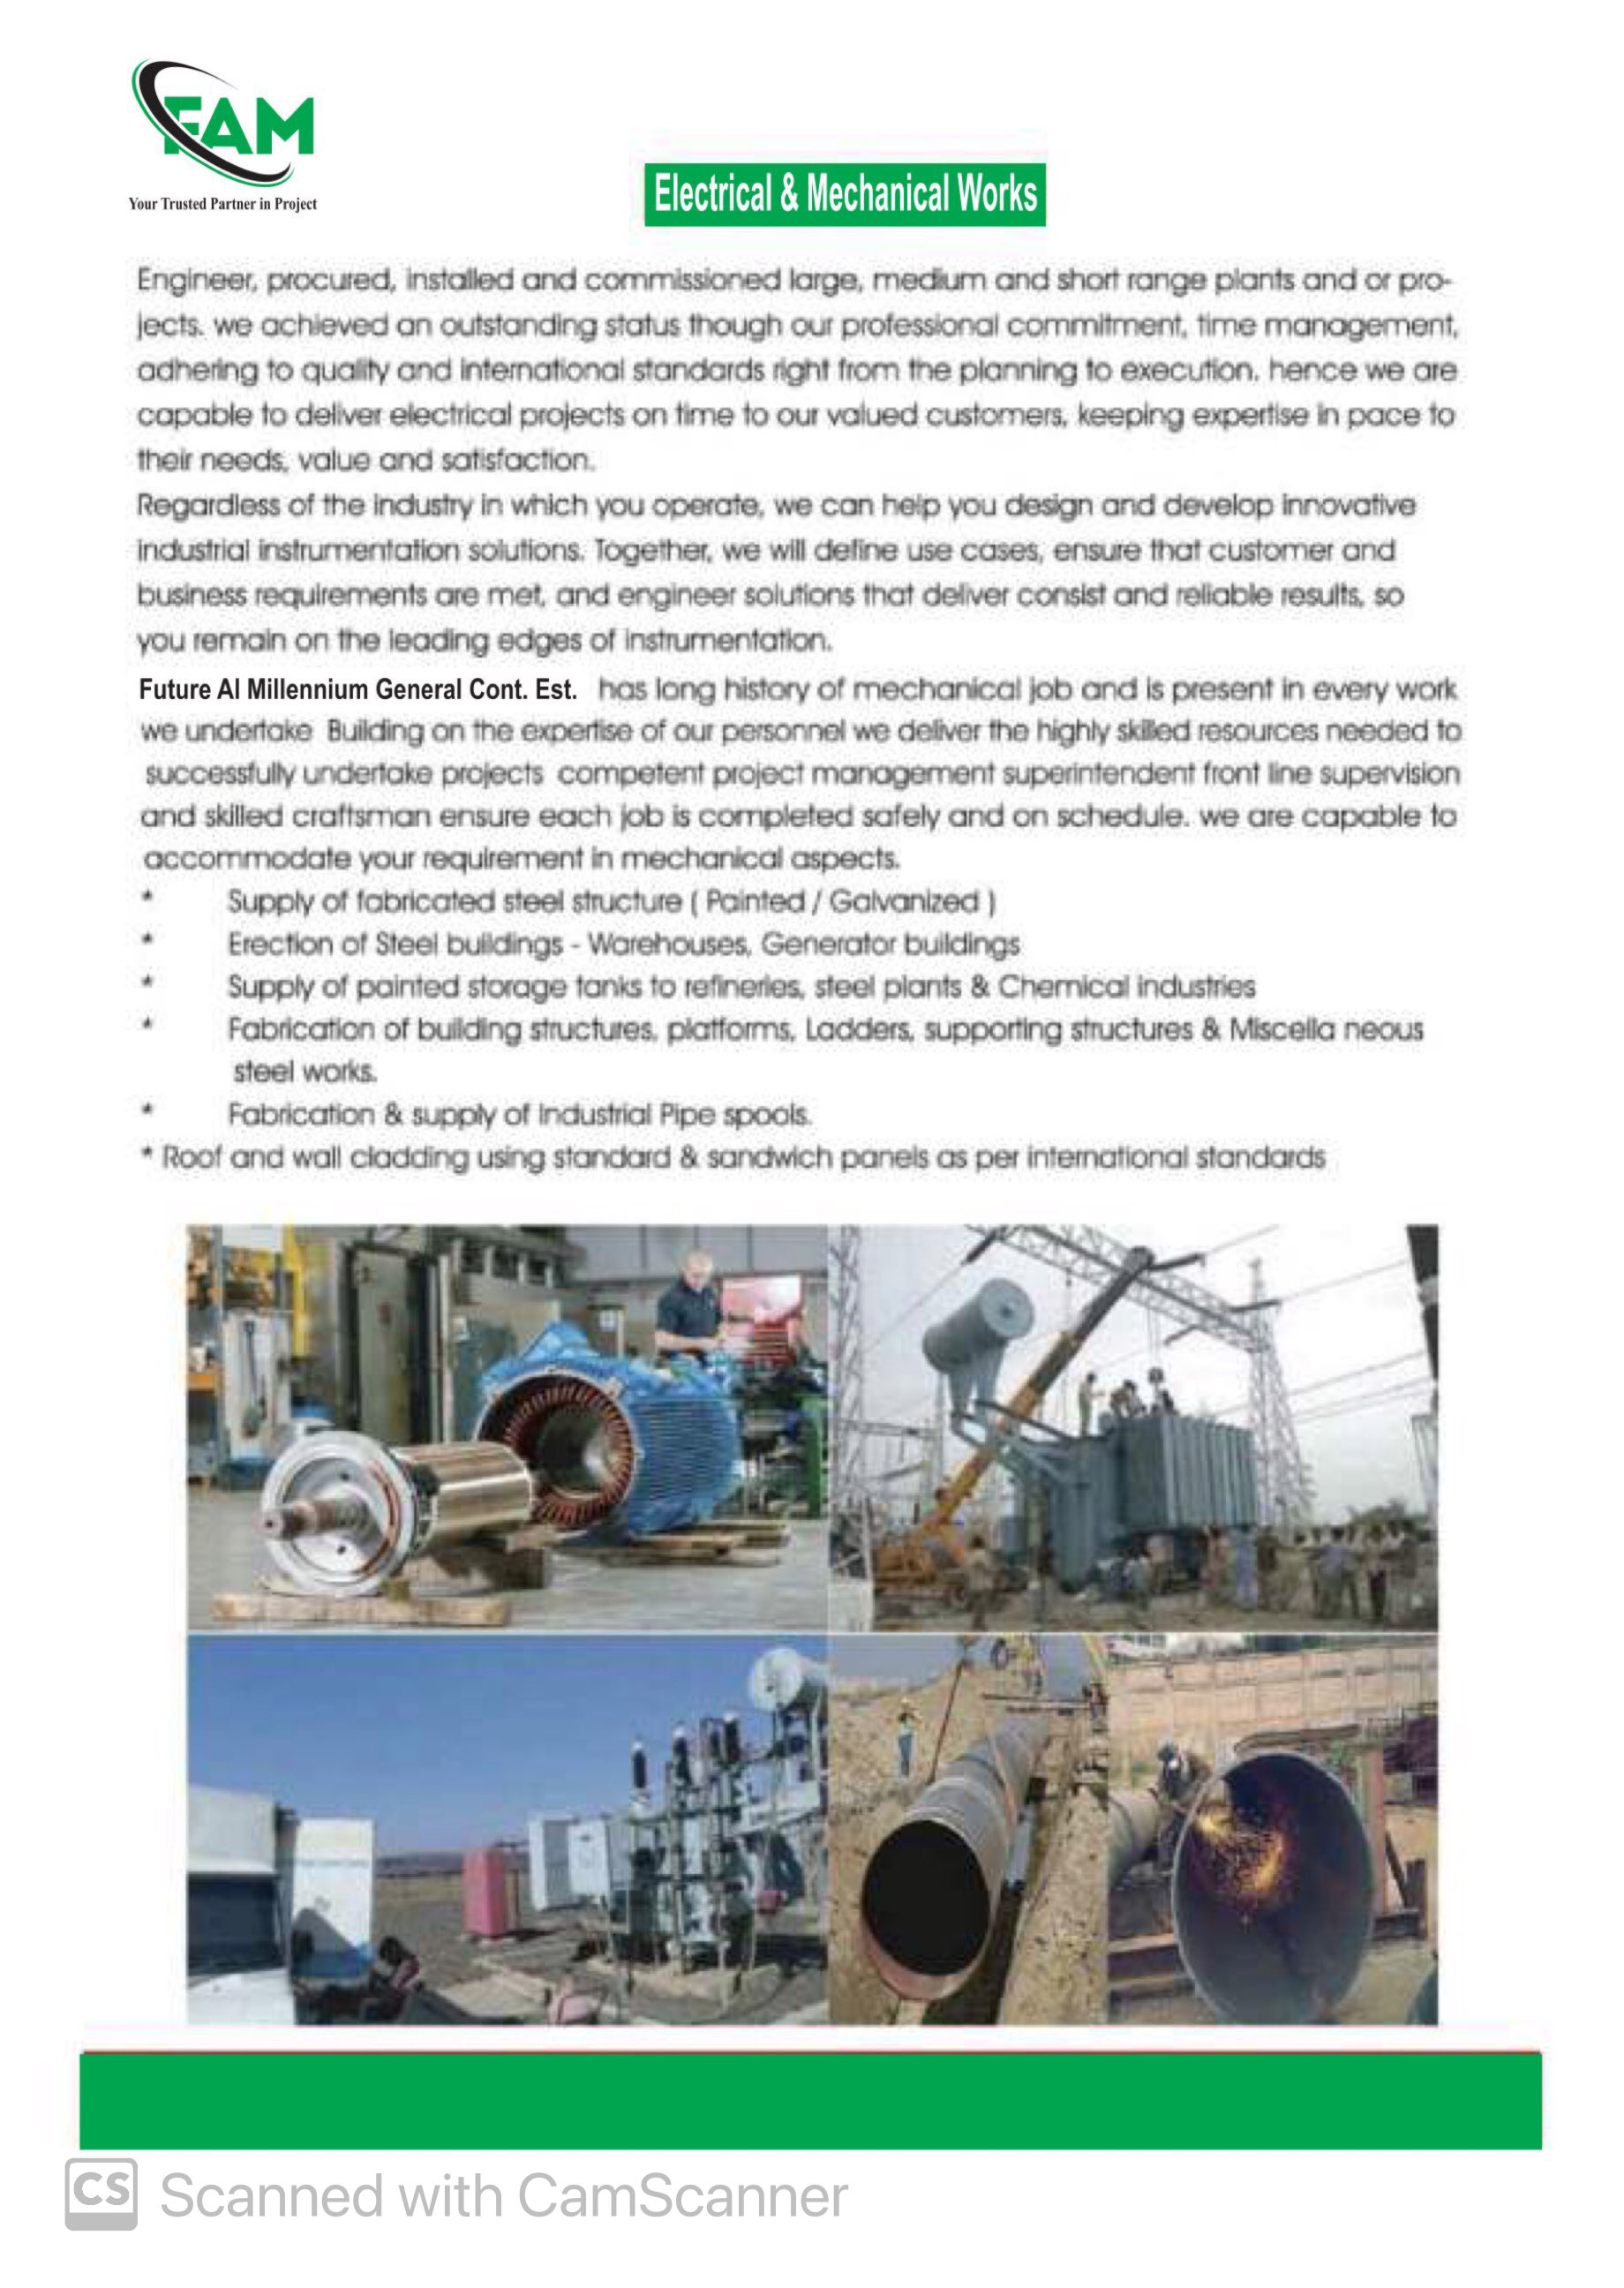 FAM
Your Trusted Partner in Project
Electrical & Mechanical Works
Engineer, procured, installed and commissioned large, medium and short range plants and or pro-
jects. we achieved an outstanding status though our professional commitment, time management,
adhering to quality and international standards right from the planning to execution. hence we are
capable to deliver electrical projects on time to our valued customers, keeping expertise in pace to
their needs, value and satisfaction.
Regardless of the industry in which you operate, we can help you design and develop innovative
industrial instrumentation solutions. Together, we will define use cases, ensure that customer and
business requirements are met, and engineer solutions that deliver consist and reliable results, so
you remain on the leading edges of instrumentation.
Future Al Millennium General Cont. Est. has long history of mechanical job and is present in every work
we undertake Building on the expertise of our personnel we deliver the highly skilled resources needed to
successfully undertake projects competent project management superintendent front line supervision
and skilled craftsman ensure each job is completed safely and on schedule. we are capable to
accommodate your requirement in mechanical aspects.
* Supply of fabricated steel structure ( Painted / Galvanized )
* Erection of Steel buildings - Warehouses, Generator buildings
* Supply of painted storage tanks to refineries, steel plants & Chemical industries
* Fabrication of building structures, platforms, Ladders, supporting structures & Miscella neous
steel works.
* Fabrication & supply of Industrial Pipe spools.
* Roof and wall cladding using standard & sandwich panels as per international standards
CS Scanned with CamScanner